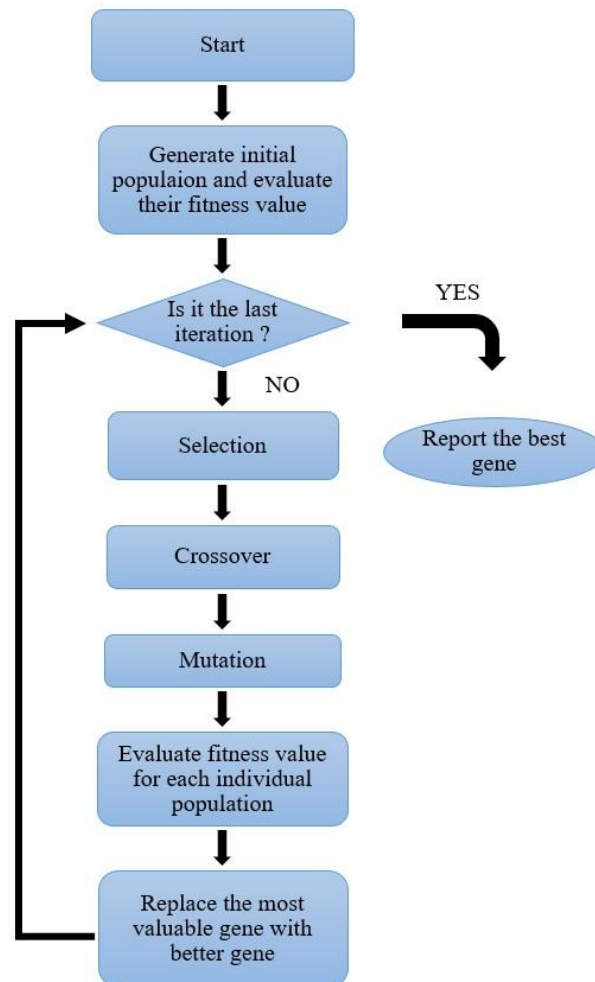 Start
Generate initial
populaion and evaluate
their fitness value
Is it the last
iteration ?
YES
NO
Selection
Report the best
gene
Crossover
Mutation
Evaluate fitness value
for each individual
population
Replace the most
valuable gene with
better gene